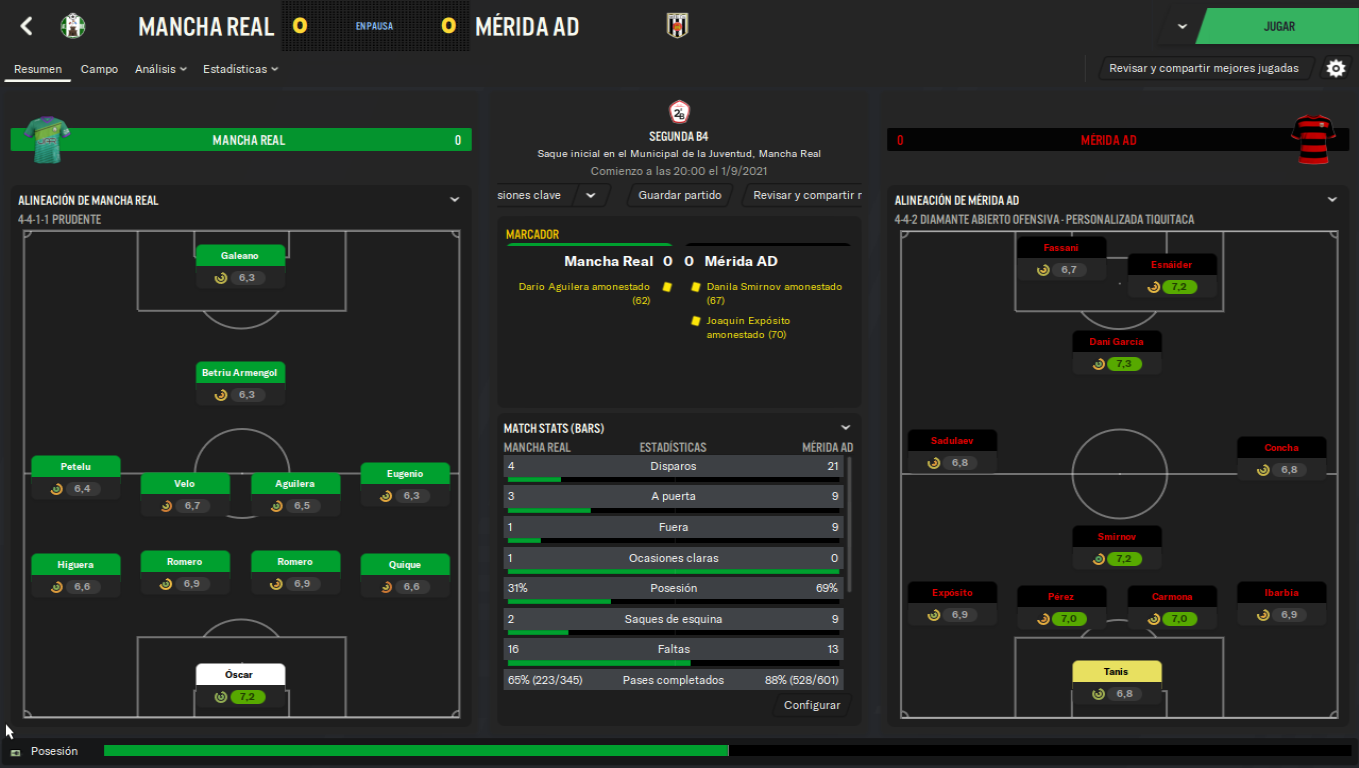 MANCHA REAL 0 EN PAUSA 0 MÉRIDA AD
JUGAR
Resumen Campo Análisis Estadísticas
Revisar y compartir mejores jugadas
MANCHA REAL 0
2ªB
SEGUNDA B4
Saque inicial en el Municipal de la Juventud, Mancha Real
Comienzo a las 20:00 el 1/9/2021
0 MÉRIDA AD
siones clave Guardar partido Revisar y compartir r
ALINEACIÓN DE MANCHA REAL
4-4-1-1 PRUDENTE
Galeano
6,3
Betriu Armengol
6,3
Petelu
6,4
Velo
6,7
Aguilera
6,5
Eugenio
6,3
Higuera
6,6
Romero
6,9
Romero
6,9
Quique
6,6
Óscar
7,2
MARCADOR
Mancha Real 0 0 Mérida AD
Darío Aguilera amonestado
(62)
Danila Smirnov amonestado
(67)
Joaquín Expósito
amonestado (70)
MATCH STATS (BARS)
MANCHA REAL ESTADÍSTICAS MÉRIDA AD
4 Disparos 21
3 A puerta 9
1 Fuera 9
1 Ocasiones claras 0
31% Posesión 69%
2 Saques de esquina 9
16 Faltas 13
65% (223/345) Pases completados 88% (528/601)
Configurar
ALINEACIÓN DE MÉRIDA AD
4-4-2 DIAMANTE ABIERTO OFENSIVA - PERSONALIZADA TIQUITACA
Fassani
6,7
Esnáider
7,2
Dani García
7,3
Sadulaev
6,8
Concha
6,8
Smirnov
7,2
Expósito
6,9
Pérez
7,0
Carmona
7,0
Ibarbia
6,9
Tanis
6,8
Posesión